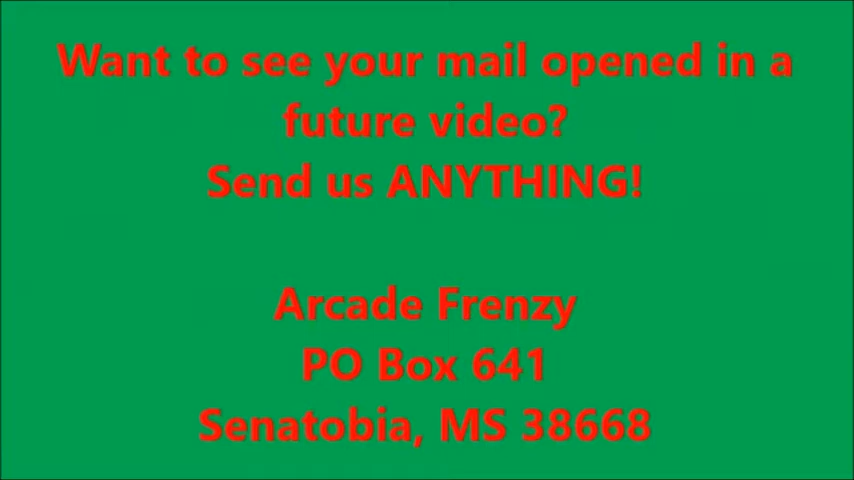 Want to see your mail opened in a
future video?
Send us ANYTHING!
Arcade Frenzy
PO Box 641
Senatobia, MS 38668